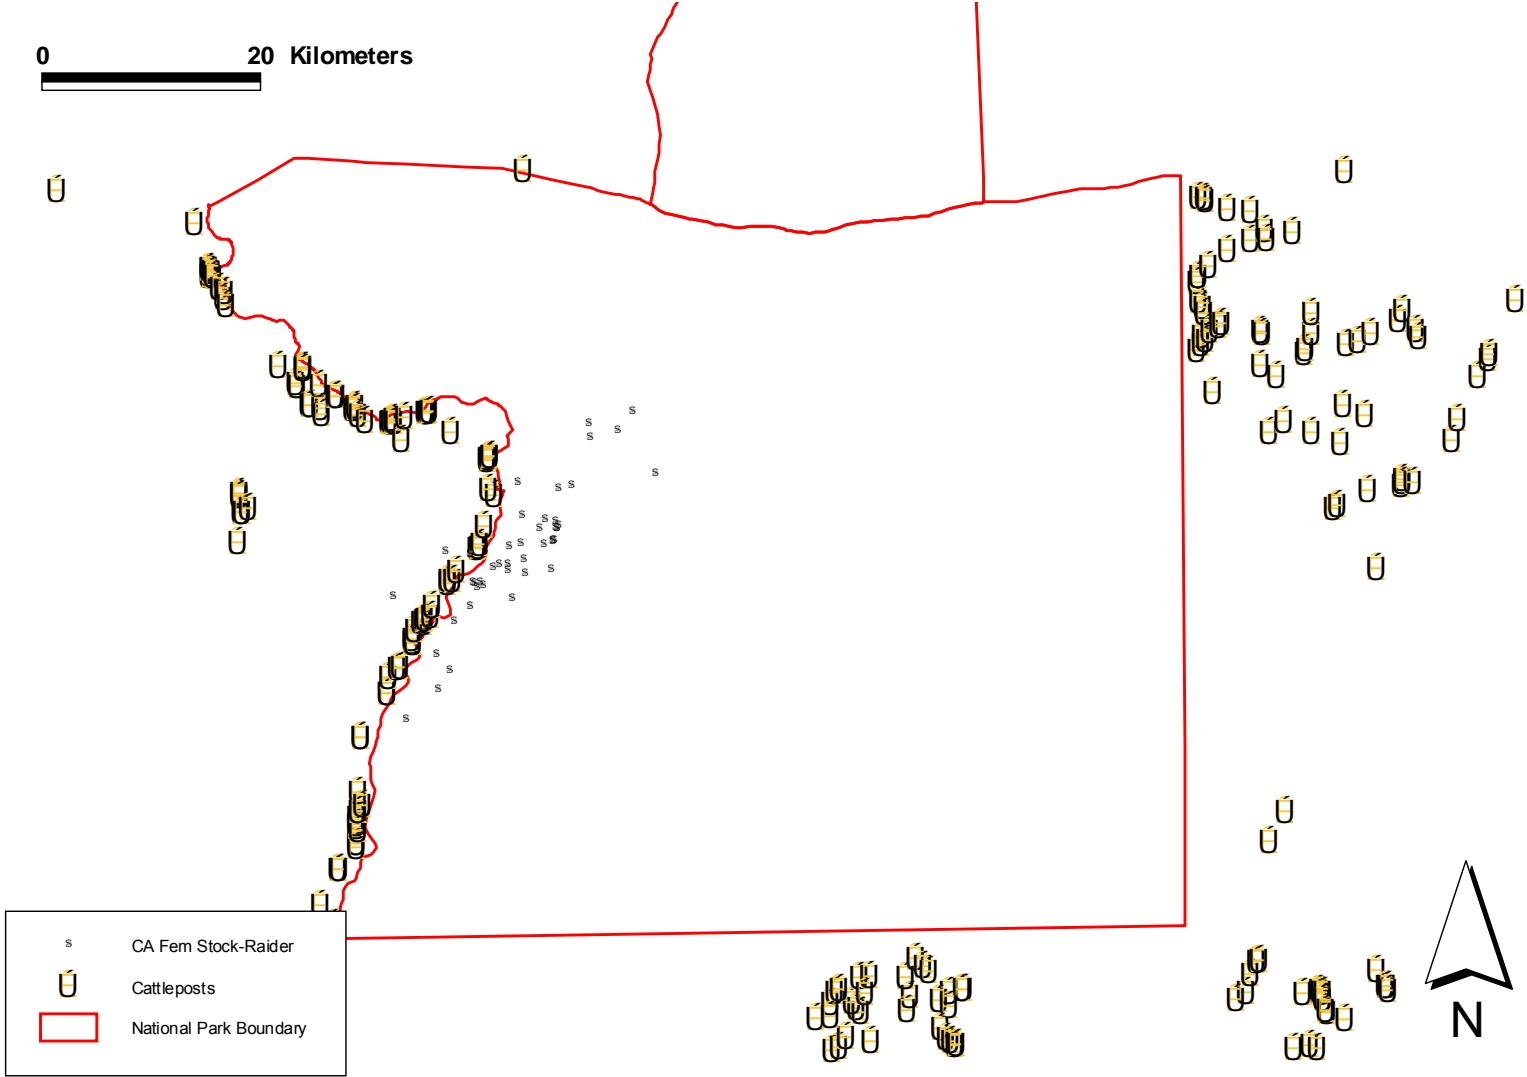 0 20 Kilometers
s CA Fem Stock-Raider
Cattleposts
National Park Boundary
N